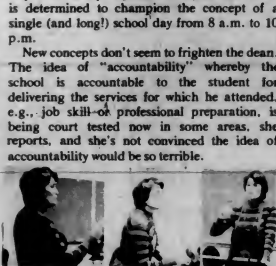 is determined to champion the concept of a
single (and long!) school day from 8 a.m. to 10
p.m.
New concepts don't seem to frighten the dean.
The idea of "accountability" whereby the
school is accountable to the student for
delivering the services for which he attended,
e.g., job skill or professional preparation, is
being court tested now in some areas, she
reports, and she's not convinced the idea of
accountability would be so terrible.